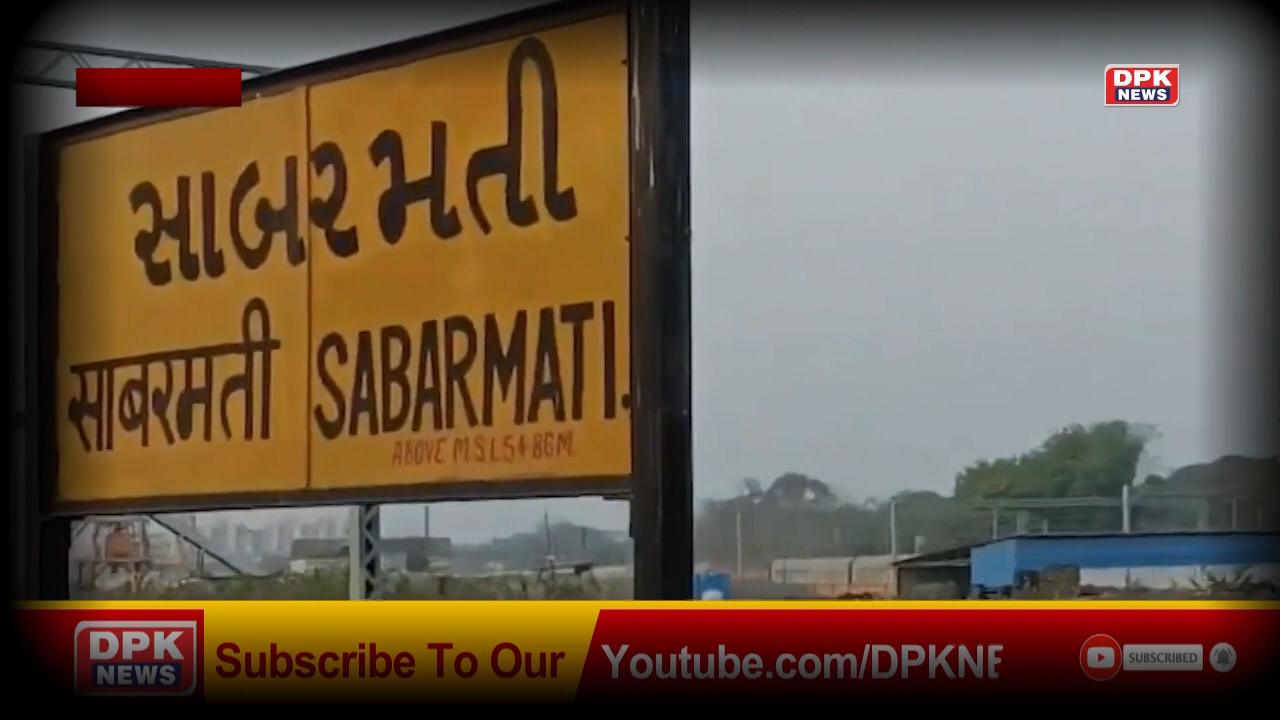 DPK
NEWS
સાબરમતી
साबरमती SABARMATI.
ABOVE M.S.L 54.86M.
DPK
NEWS
Subscribe To Our
Youtube.com/DPKNE
SUBSCRIBED